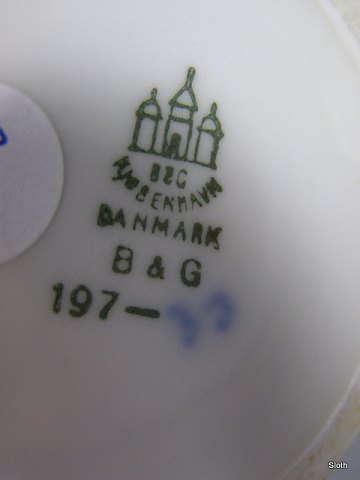 B&G
KJØBENHAVN
DANMARK
B & G
197—
Sloth